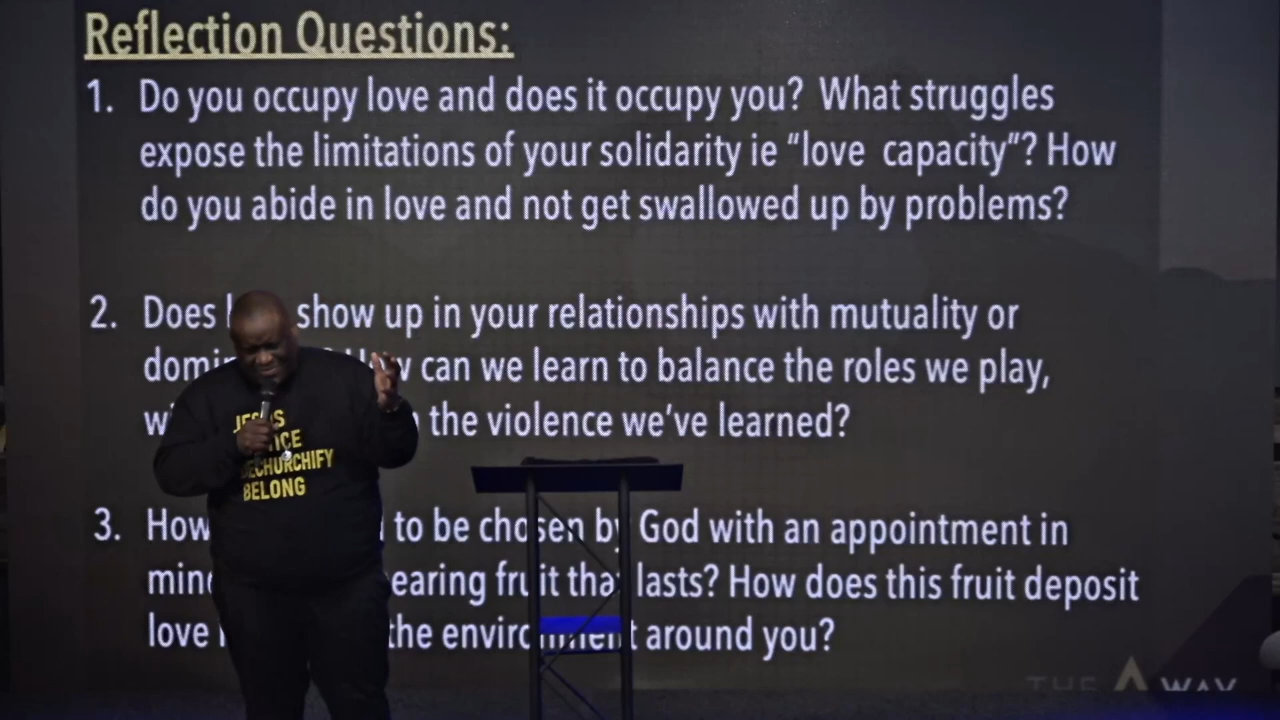 Reflection Questions:
1. Do you occupy love and does it occupy you? What struggles
expose the limitations of your solidarity ie "love capacity"? How
do you abide in love and not get swallowed up by problems?
2. Does show up in your relationships with mutuality or
can we learn to balance the roles we play,
the violence we've learned?
3. How to be chosen by God with an appointment in
fruit that lasts? How does this fruit deposit
love the environment around you?
JESUS
DECHURCHIFY
BELONG
THE WAY